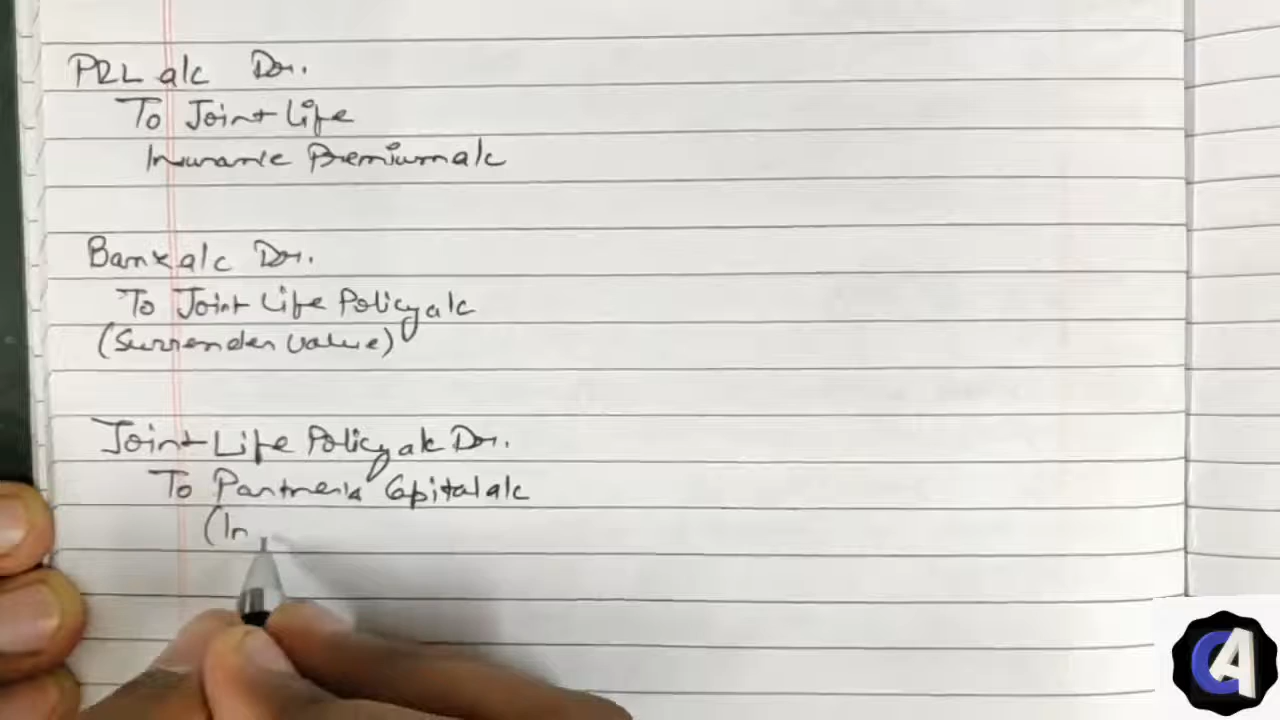 P&L a/c Dr.
To Joint Life
Insurance Premium a/c
Bank a/c Dr.
To Joint Life Policy a/c
(Surrender value)
Joint Life Policy a/c Dr.
To Partner's Capital a/c
(In
CA